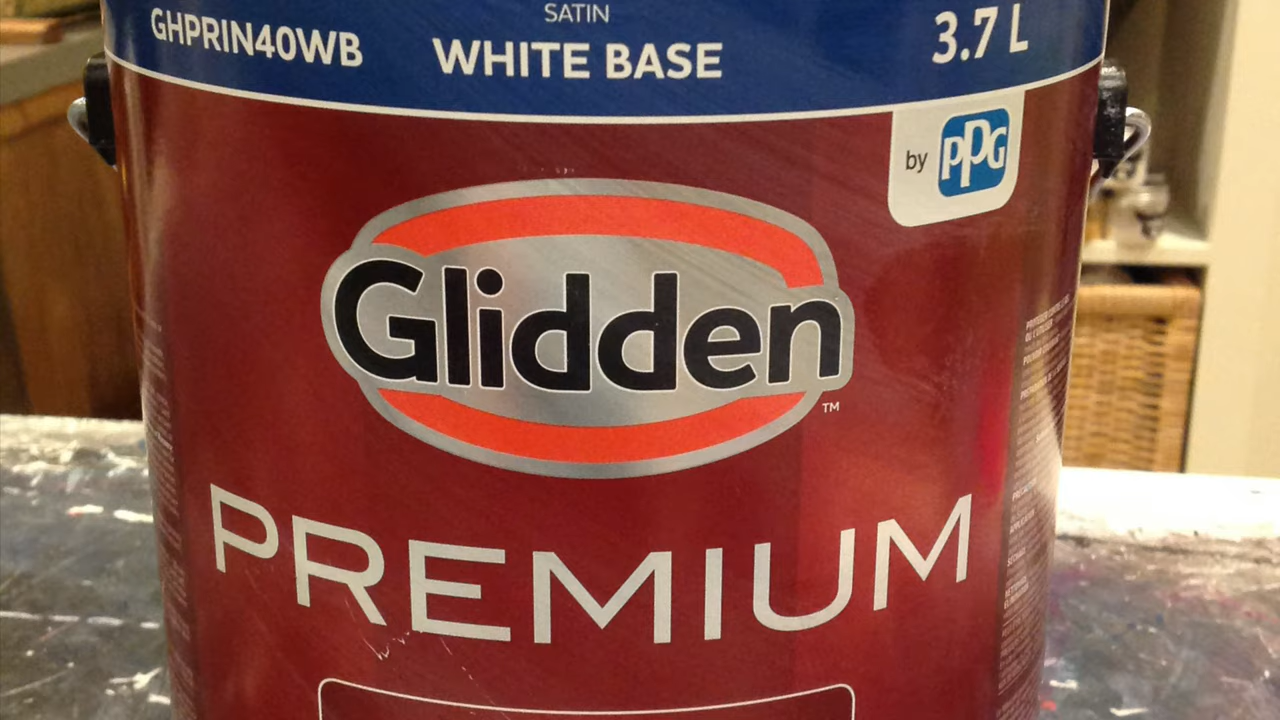 SATIN
GHPRIN40WB
WHITE BASE
3.7 L
by PPG
Glidden
TM
PREMIUM